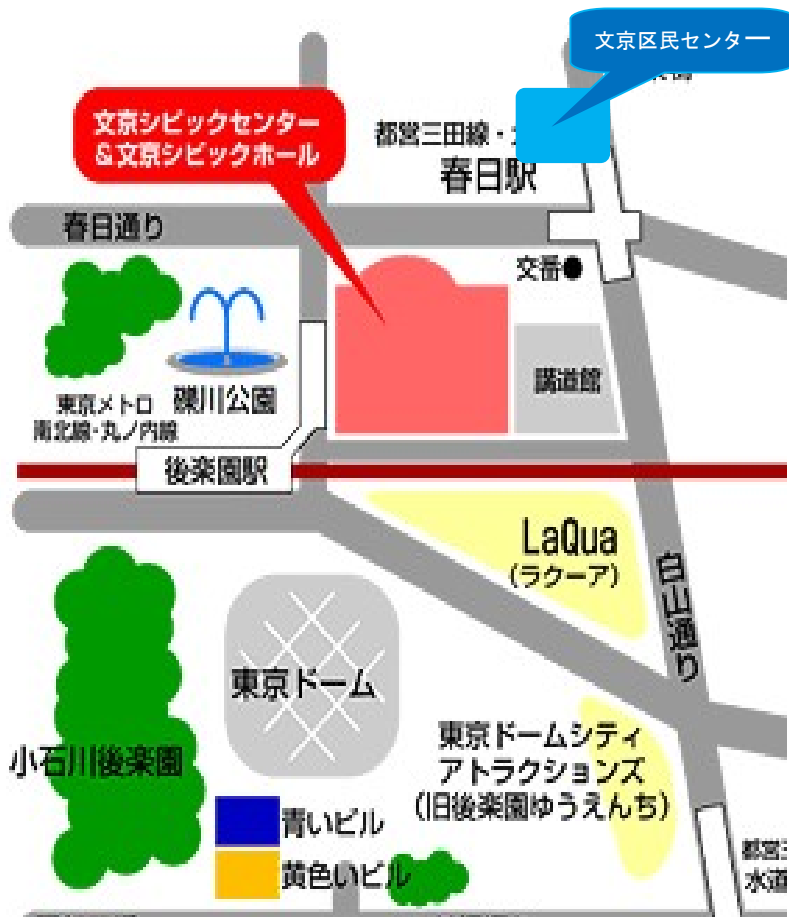 文京区民センター
文京シビックセンター
&文京シビックホール
都営三田線・
春日駅
春日通り
交番●
講道館
東京メトロ
南北線・丸ノ内線
礫川公園
後楽園駅
LaQua
(ラクーア)
白山通り
東京ドーム
小石川後楽園
東京ドームシティ
アトラクションズ
(旧後楽園ゆうえんち)
青いビル
黄色いビル
都営三
水道